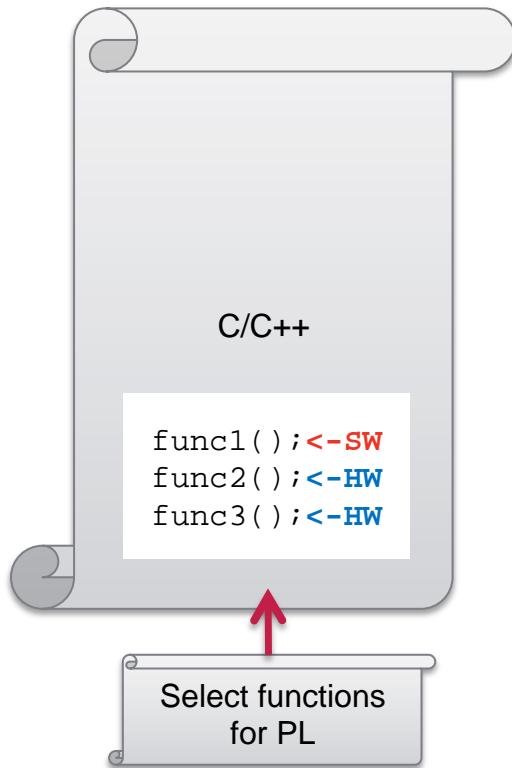 C/C++
func1();<-SW
func2();<-HW
func3();<-HW
Select functions
for PL